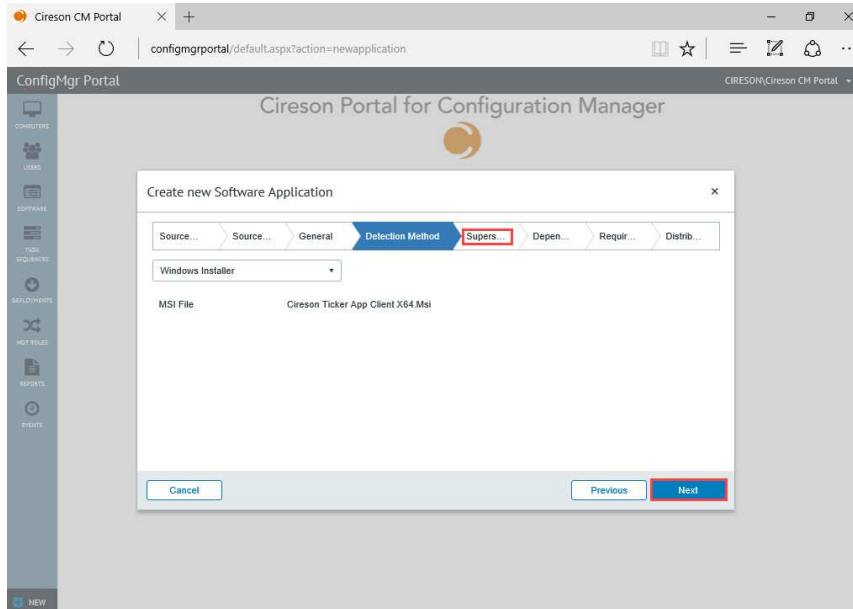 Cireson CM Portal
configmgrportal/default.aspx?action=newapplication
ConfigMgr Portal
CIRESON\Cireson CM Portal
Cireson Portal for Configuration Manager
COMPUTERS
USERS
SOFTWARE
TASK
SEQUENCES
DEPLOYMENTS
MGT ROLES
REPORTS
EVENTS
NEW
Create new Software Application
Source... Source... General Detection Method Supers... Depen... Requir... Distrib...
Windows Installer
MSI File Cireson Ticker App Client X64.Msi
Cancel Previous Next